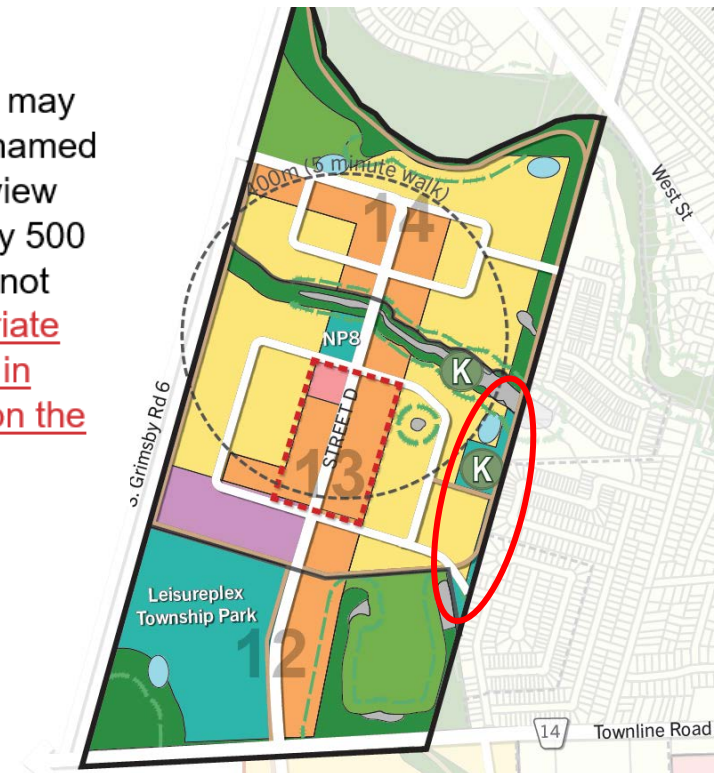 may
named
view
y 500
not
riate
in
on the
400m (5 minute walk)
14
West St
NP8
K
STREET D
K
13
S. Grimsby Rd 6
Leisureplex
Township Park
12
14
Townline Road